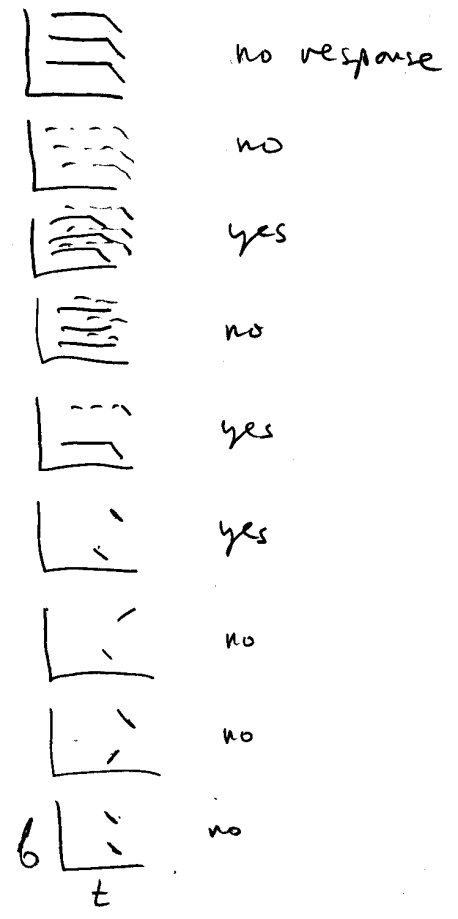 no response
no
yes
no
yes
yes
no
no
6 no
t